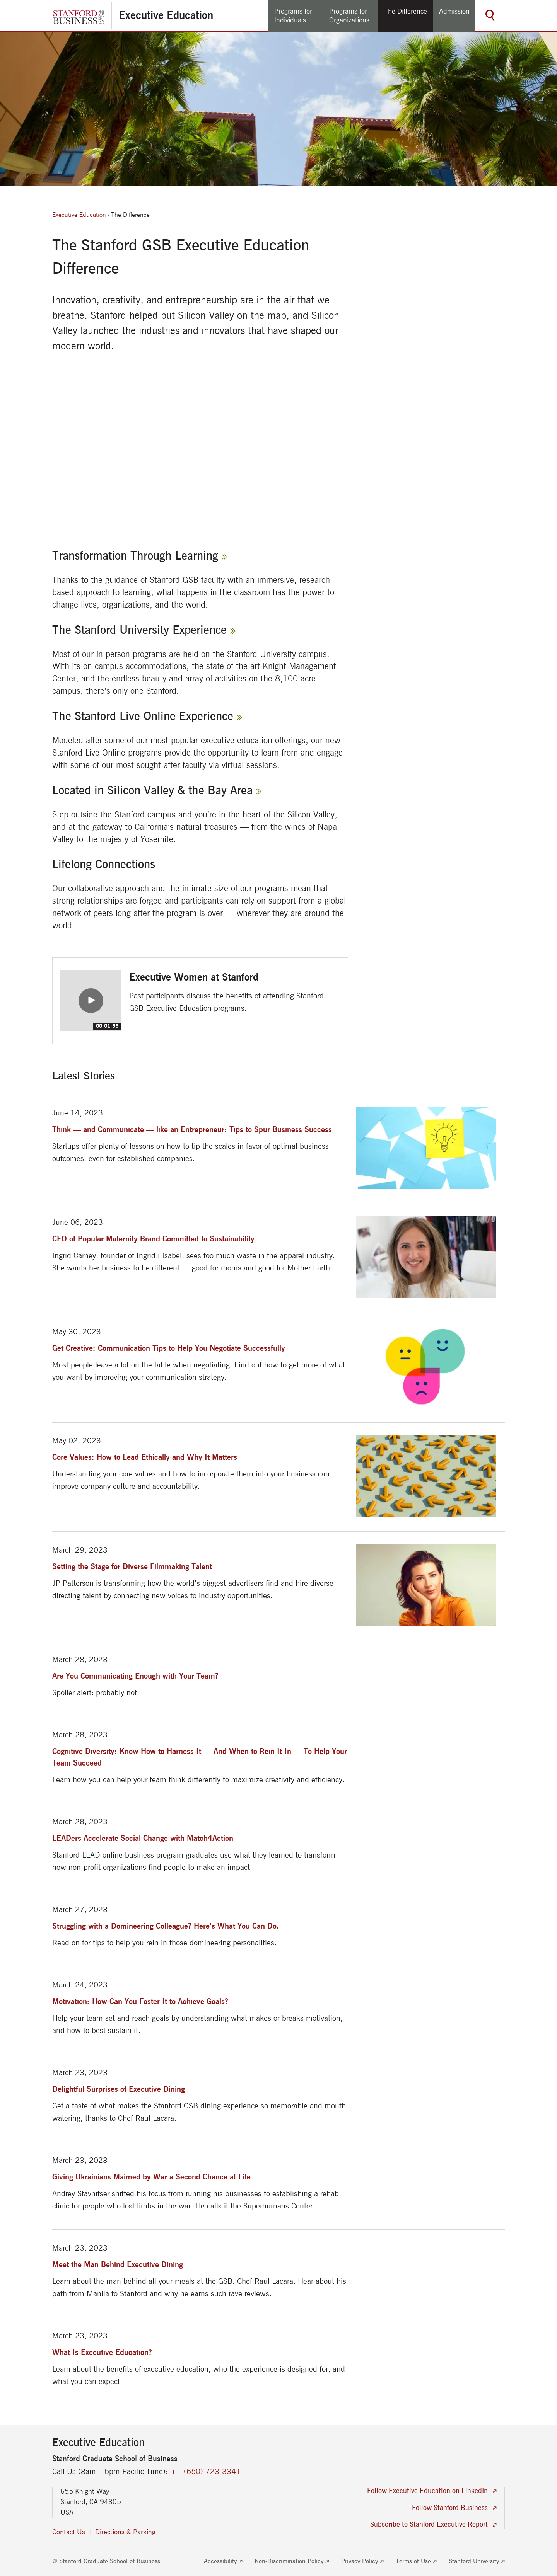 STANFORD
BUSINESS
Executive Education
Programs for
Individuals
Programs for
Organizations
The Difference
Admission
Executive Education › The Difference
The Stanford GSB Executive Education
Difference
Innovation, creativity, and entrepreneurship are in the air that we
breathe. Stanford helped put Silicon Valley on the map, and Silicon
Valley launched the industries and innovators that have shaped our
modern world.
Transformation Through Learning »
Thanks to the guidance of Stanford GSB faculty with an immersive, research-
based approach to learning, what happens in the classroom has the power to
change lives, organizations, and the world.
The Stanford University Experience »
Most of our in-person programs are held on the Stanford University campus.
With its on-campus accommodations, the state-of-the-art Knight Management
Center, and the endless beauty and array of activities on the 8,100-acre
campus, there's only one Stanford.
The Stanford Live Online Experience »
Modeled after some of our most popular executive education offerings, our new
Stanford Live Online programs provide the opportunity to learn from and engage
with some of our most sought-after faculty via virtual sessions.
Located in Silicon Valley & the Bay Area »
Step outside the Stanford campus and you're in the heart of the Silicon Valley,
and at the gateway to California's natural treasures — from the wines of Napa
Valley to the majesty of Yosemite.
Lifelong Connections
Our collaborative approach and the intimate size of our programs mean that
strong relationships are forged and participants can rely on support from a global
network of peers long after the program is over — wherever they are around the
world.
00:01:55
Executive Women at Stanford
Past participants discuss the benefits of attending Stanford
GSB Executive Education programs.
Latest Stories
June 14, 2023
Think — and Communicate — like an Entrepreneur: Tips to Spur Business Success
Startups offer plenty of lessons on how to tip the scales in favor of optimal business
outcomes, even for established companies.
June 06, 2023
CEO of Popular Maternity Brand Committed to Sustainability
Ingrid Carney, founder of Ingrid+Isabel, sees too much waste in the apparel industry.
She wants her business to be different — good for moms and good for Mother Earth.
May 30, 2023
Get Creative: Communication Tips to Help You Negotiate Successfully
Most people leave a lot on the table when negotiating. Find out how to get more of what
you want by improving your communication strategy.
May 02, 2023
Core Values: How to Lead Ethically and Why It Matters
Understanding your core values and how to incorporate them into your business can
improve company culture and accountability.
March 29, 2023
Setting the Stage for Diverse Filmmaking Talent
JP Patterson is transforming how the world's biggest advertisers find and hire diverse
directing talent by connecting new voices to industry opportunities.
March 28, 2023
Are You Communicating Enough with Your Team?
Spoiler alert: probably not.
March 28, 2023
Cognitive Diversity: Know How to Harness It — And When to Rein It In — To Help Your
Team Succeed
Learn how you can help your team think differently to maximize creativity and efficiency.
March 28, 2023
LEADers Accelerate Social Change with Match4Action
Stanford LEAD online business program graduates use what they learned to transform
how non-profit organizations find people to make an impact.
March 27, 2023
Struggling with a Domineering Colleague? Here's What You Can Do.
Read on for tips to help you rein in those domineering personalities.
March 24, 2023
Motivation: How Can You Foster It to Achieve Goals?
Help your team set and reach goals by understanding what makes or breaks motivation,
and how to best sustain it.
March 23, 2023
Delightful Surprises of Executive Dining
Get a taste of what makes the Stanford GSB dining experience so memorable and mouth
watering, thanks to Chef Raul Lacara.
March 23, 2023
Giving Ukrainians Maimed by War a Second Chance at Life
Andrey Stavnitser shifted his focus from running his businesses to establishing a rehab
clinic for people who lost limbs in the war. He calls it the Superhumans Center.
March 23, 2023
Meet the Man Behind Executive Dining
Learn about the man behind all your meals at the GSB: Chef Raul Lacara. Hear about his
path from Manila to Stanford and why he earns such rave reviews.
March 23, 2023
What Is Executive Education?
Learn about the benefits of executive education, who the experience is designed for, and
what you can expect.
Executive Education
Stanford Graduate School of Business
Call Us (8am – 5pm Pacific Time): +1 (650) 723-3341
655 Knight Way
Stanford, CA 94305
USA
Contact Us
Directions & Parking
Follow Executive Education on LinkedIn
Follow Stanford Business
Subscribe to Stanford Executive Report
© Stanford Graduate School of Business
Accessibility
Non-Discrimination Policy
Privacy Policy
Terms of Use
Stanford University